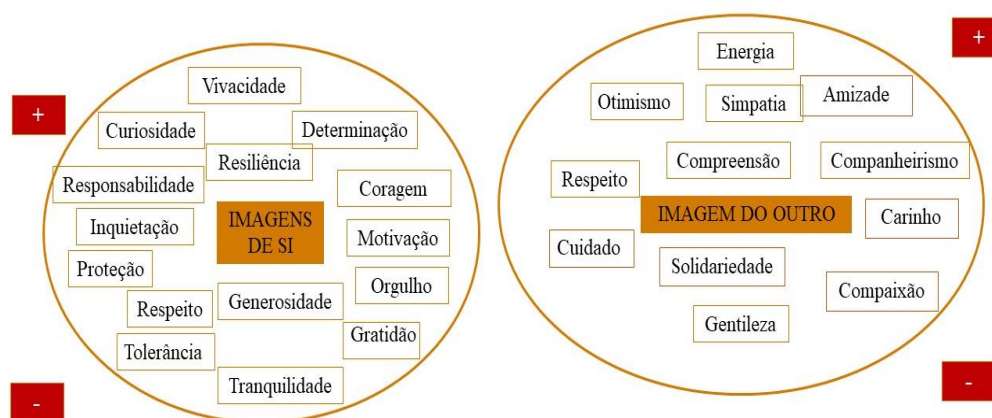 +
Vivacidade
Curiosidade
Determinação
Resiliência
Responsabilidade
Coragem
Inquietação
IMAGENS
DE SI
Motivação
Proteção
Orgulho
Respeito
Generosidade
Gratidão
Tolerância
Tranquilidade
-
+
Energia
Otimismo
Simpatia
Amizade
Compreensão
Companheirismo
Respeito
IMAGEM DO OUTRO
Carinho
Cuidado
Solidariedade
Compaixão
Gentileza
-